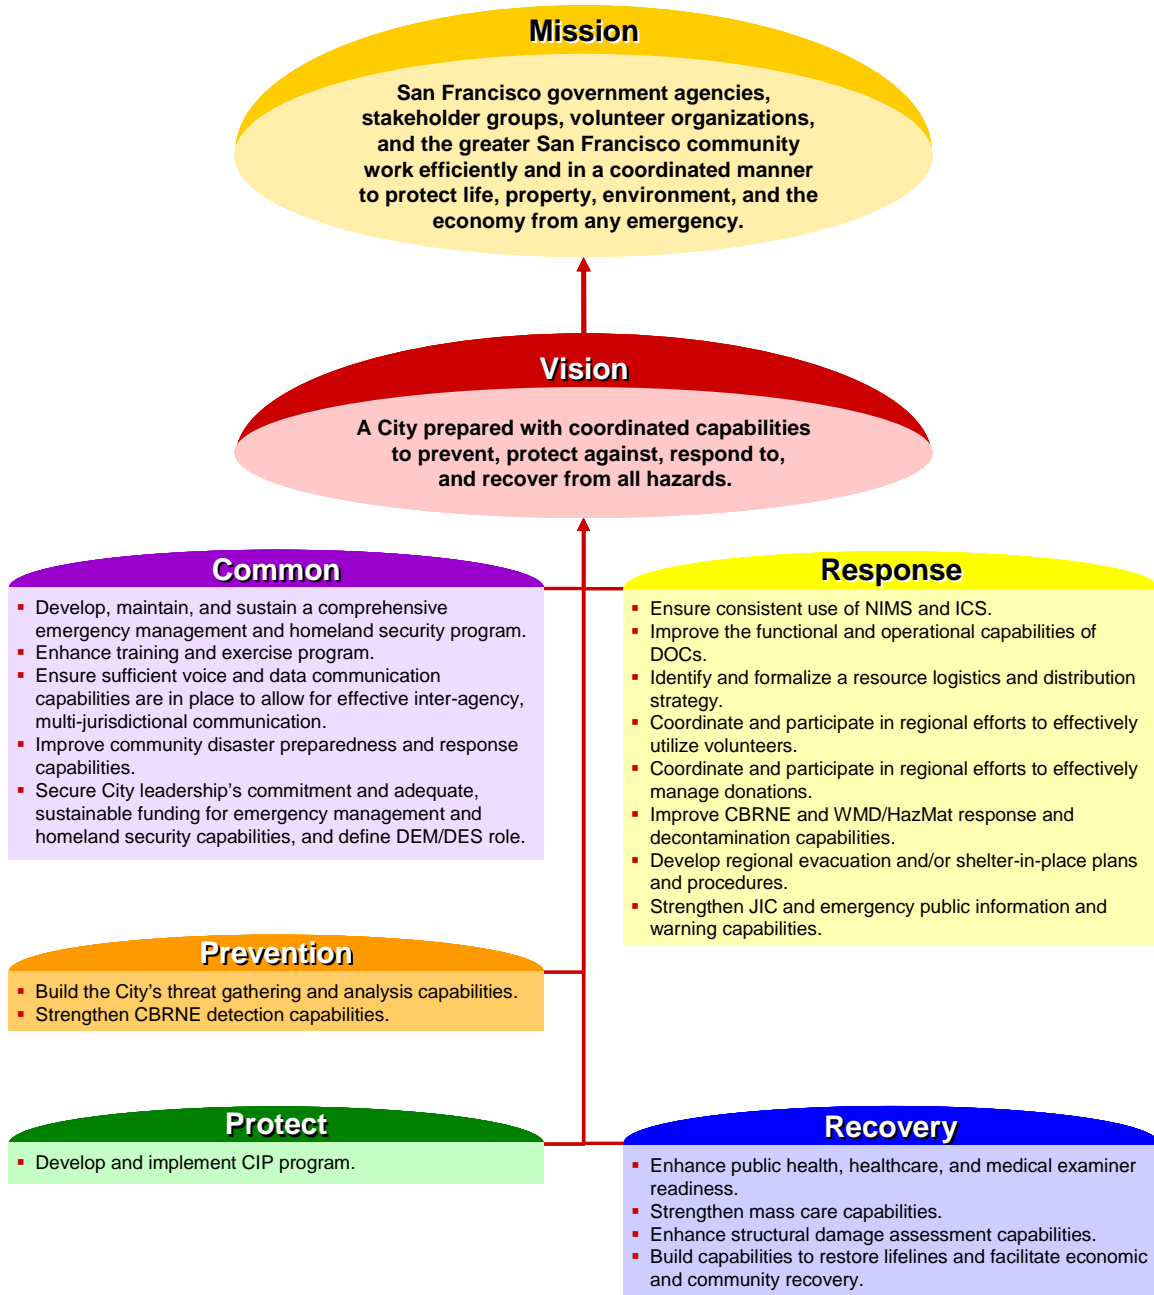 Mission
San Francisco government agencies,
stakeholder groups, volunteer organizations,
and the greater San Francisco community
work efficiently and in a coordinated manner
to protect life, property, environment, and the
economy from any emergency.
Vision
A City prepared with coordinated capabilities
to prevent, protect against, respond to,
and recover from all hazards.
Common
▪ Develop, maintain, and sustain a comprehensive
emergency management and homeland security program.
▪ Enhance training and exercise program.
▪ Ensure sufficient voice and data communication
capabilities are in place to allow for effective inter-agency,
multi-jurisdictional communication.
▪ Improve community disaster preparedness and response
capabilities.
▪ Secure City leadership’s commitment and adequate,
sustainable funding for emergency management and
homeland security capabilities, and define DEM/DES role.
Response
▪ Ensure consistent use of NIMS and ICS.
▪ Improve the functional and operational capabilities of
DOCs.
▪ Identify and formalize a resource logistics and distribution
strategy.
▪ Coordinate and participate in regional efforts to effectively
utilize volunteers.
▪ Coordinate and participate in regional efforts to effectively
manage donations.
▪ Improve CBRNE and WMD/HazMat response and
decontamination capabilities.
▪ Develop regional evacuation and/or shelter-in-place plans
and procedures.
▪ Strengthen JIC and emergency public information and
warning capabilities.
Prevention
▪ Build the City’s threat gathering and analysis capabilities.
▪ Strengthen CBRNE detection capabilities.
Protect
▪ Develop and implement CIP program.
Recovery
▪ Enhance public health, healthcare, and medical examiner
readiness.
▪ Strengthen mass care capabilities.
▪ Enhance structural damage assessment capabilities.
▪ Build capabilities to restore lifelines and facilitate economic
and community recovery.